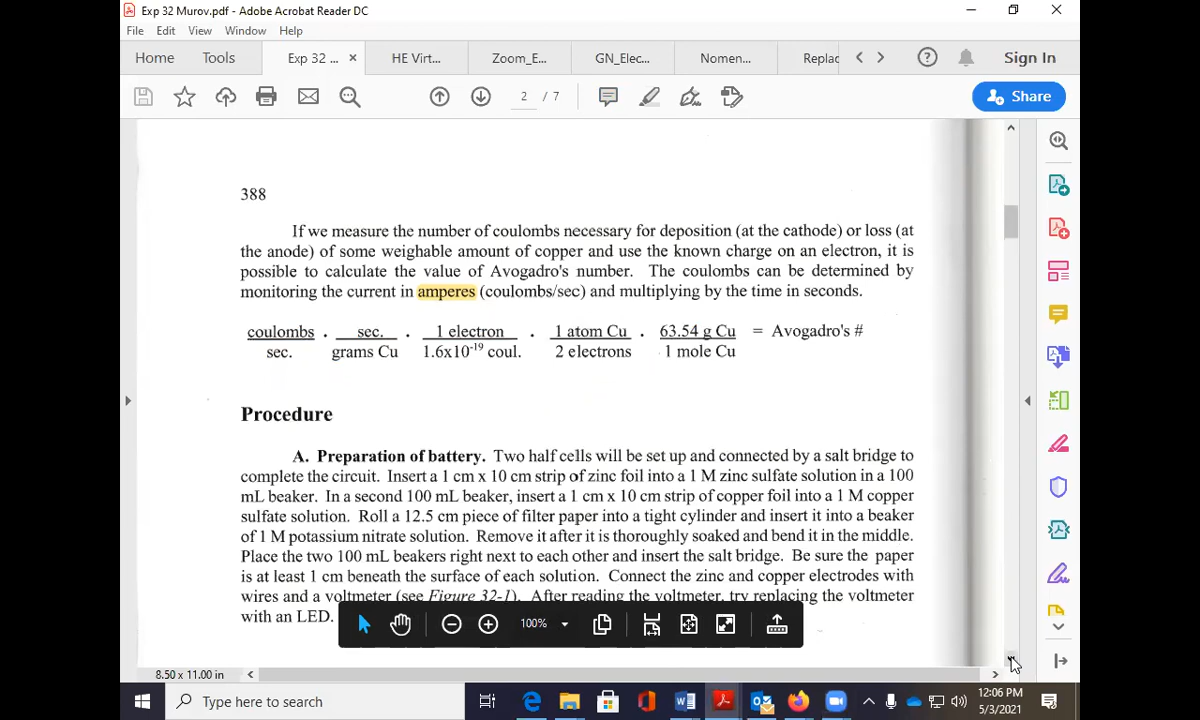 Exp 32 Murov.pdf - Adobe Acrobat Reader DC
File Edit View Window Help
Home Tools Exp 32 ... × HE Virt... Zoom_E... GN_Elec... Nomen... Replac Sign In
2 / 7 Share
388
If we measure the number of coulombs necessary for deposition (at the cathode) or loss (at
the anode) of some weighable amount of copper and use the known charge on an electron, it is
possible to calculate the value of Avogadro's number. The coulombs can be determined by
monitoring the current in amperes (coulombs/sec) and multiplying by the time in seconds.
coulombs . sec. . 1 electron . 1 atom Cu . 63.54 g Cu = Avogadro's #
sec. grams Cu 1.6x10⁻¹⁹ coul. 2 electrons 1 mole Cu
Procedure
A. Preparation of battery. Two half cells will be set up and connected by a salt bridge to
complete the circuit. Insert a 1 cm x 10 cm strip of zinc foil into a 1 M zinc sulfate solution in a 100
mL beaker. In a second 100 mL beaker, insert a 1 cm x 10 cm strip of copper foil into a 1 M copper
sulfate solution. Roll a 12.5 cm piece of filter paper into a tight cylinder and insert it into a beaker
of 1 M potassium nitrate solution. Remove it after it is thoroughly soaked and bend it in the middle.
Place the two 100 mL beakers right next to each other and insert the salt bridge. Be sure the paper
is at least 1 cm beneath the surface of each solution. Connect the zinc and copper electrodes with
wires and a voltmeter (see Figure 32-1). After reading the voltmeter, try replacing the voltmeter
with an LED.
100%
8.50 x 11.00 in
Type here to search
12:06 PM
5/3/2021